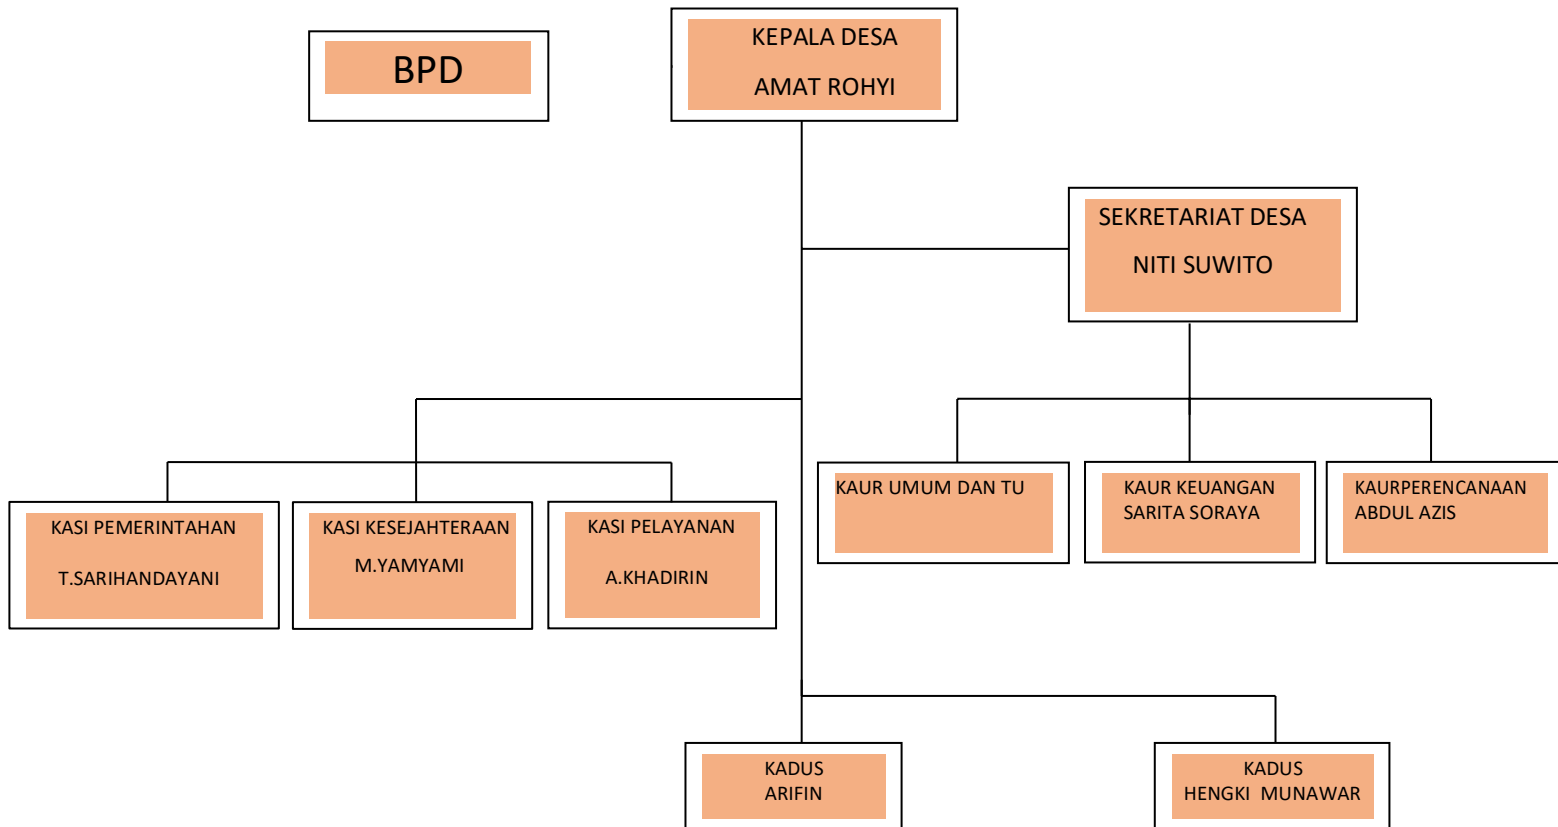 BPD
KEPALA DESA
AMAT ROHYI
SEKRETARIAT DESA
NITI SUWITO
KASI PEMERINTAHAN
T.SARIHANDAYANI
KASI KESEJAHTERAAN
M.YAMYAMI
KASI PELAYANAN
A.KHADIRIN
KAUR UMUM DAN TU
KAUR KEUANGAN
SARITA SORAYA
KAURPERENCANAAN
ABDUL AZIS
KADUS
ARIFIN
KADUS
HENGKI  MUNAWAR